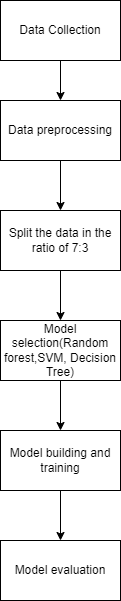 Data Collection
Data preprocessing
Split the data in the
ratio of 7:3
Model
selection(Random
forest,SVM, Decision
Tree)
Model building and
training
Model evaluation